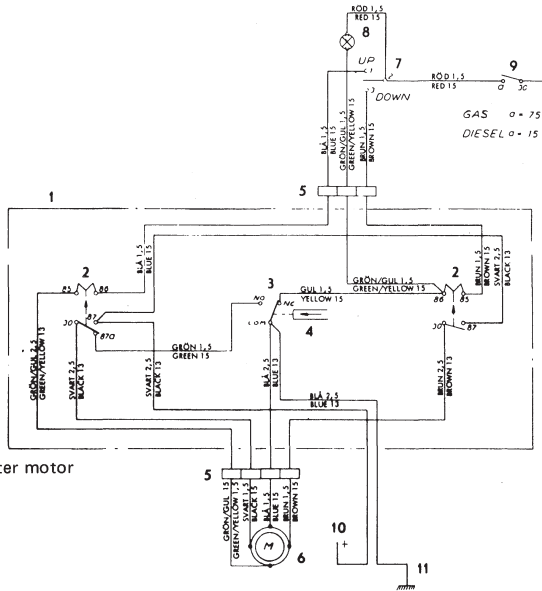 RÖD 1,5
RED 15
8
UP
7
9
1
2
3
RÖD 1,5
RED 15
a
30
DOWN
GAS a = 75
DIESEL a = 15
BLÅ 1,5
BLUE 15
GRÖN/GUL 1,5
GREEN/YELLOW 15
BRUN 1,5
BROWN 15
5
1
BLÅ 1,5
BLUE 15
BRUN 1,5
BROWN 15
SVART 2,5
BLACK 13
2
85
86
3
NO
NC
COM
GUL 1,5
YELLOW 15
GRÖN/GUL 1,5
GREEN/YELLOW 15
2
86
85
4
30
87
87a
30
87
GRÖN 1,5
GREEN 15
GRÖN/GUL 2,5
GREEN/YELLOW 13
SVART 2,5
BLACK 13
SVART 2,5
BLACK 13
BLÅ 2,5
BLUE 13
BLÅ 2,5
BLUE 13
BRUN 2,5
BROWN 13
ter motor
5
GRÖN/GUL 15
GREEN/YELLOW 1,5
SVART 1,5
BLACK 15
BLÅ 1,5
BLUE 15
BRUN 1,5
BROWN 15
M
6
10
+
11